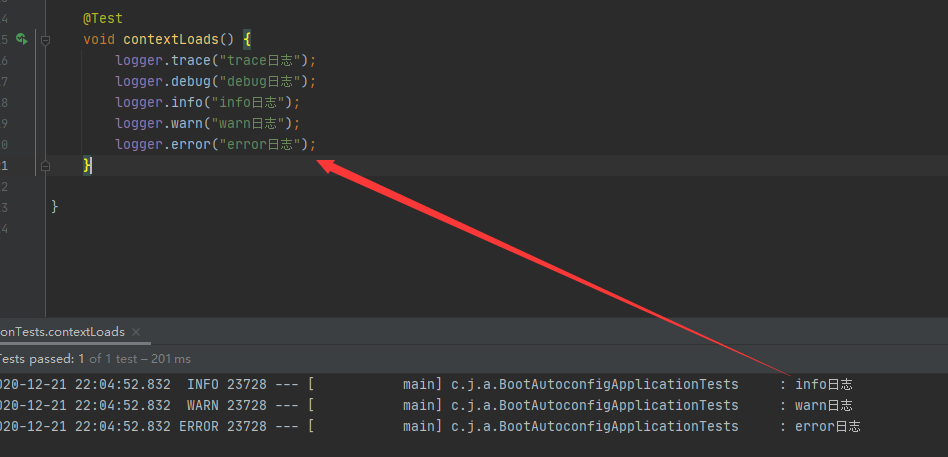 4 @Test
5 void contextLoads() {
6 logger.trace("trace日志");
7 logger.debug("debug日志");
8 logger.info("info日志");
9 logger.warn("warn日志");
0 logger.error("error日志");
1 }
2
3 }
4
onTests.contextLoads ×
Tests passed: 1 of 1 test – 201 ms
020-12-21 22:04:52.832 INFO 23728 --- [ main] c.j.a.BootAutoconfigApplicationTests : info日志
020-12-21 22:04:52.832 WARN 23728 --- [ main] c.j.a.BootAutoconfigApplicationTests : warn日志
020-12-21 22:04:52.832 ERROR 23728 --- [ main] c.j.a.BootAutoconfigApplicationTests : error日志